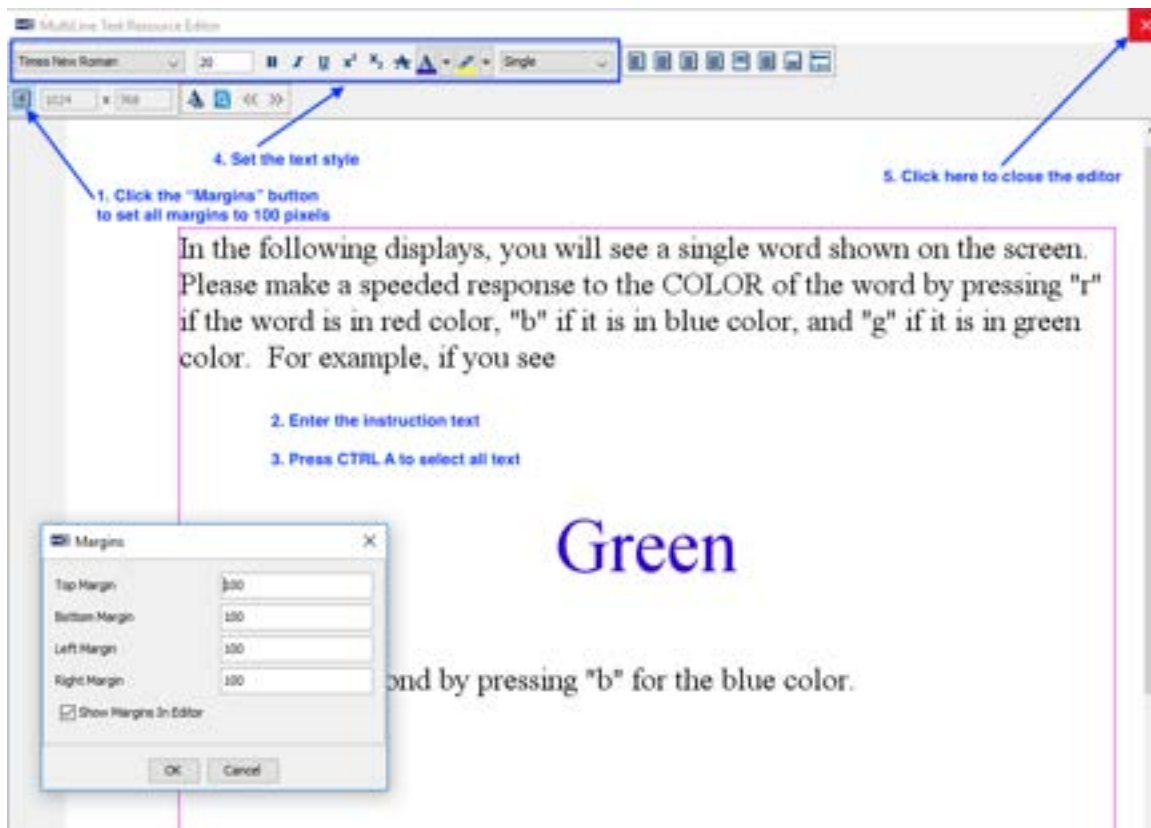 MultiLine Text Resource Editor
Times New Roman 20 B I U x² X₂ A A Single
1024 x 768
4. Set the text style
5. Click here to close the editor
1. Click the "Margins" button
to set all margins to 100 pixels
In the following displays, you will see a single word shown on the screen.
Please make a speeded response to the COLOR of the word by pressing "r"
if the word is in red color, "b" if it is in blue color, and "g" if it is in green
color.  For example, if you see
2. Enter the instruction text
3. Press CTRL A to select all text
Green
Margins
Top Margin 100
Bottom Margin 100
Left Margin 100
Right Margin 100
Show Margins In Editor
OK Cancel
by pressing "b" for the blue color.